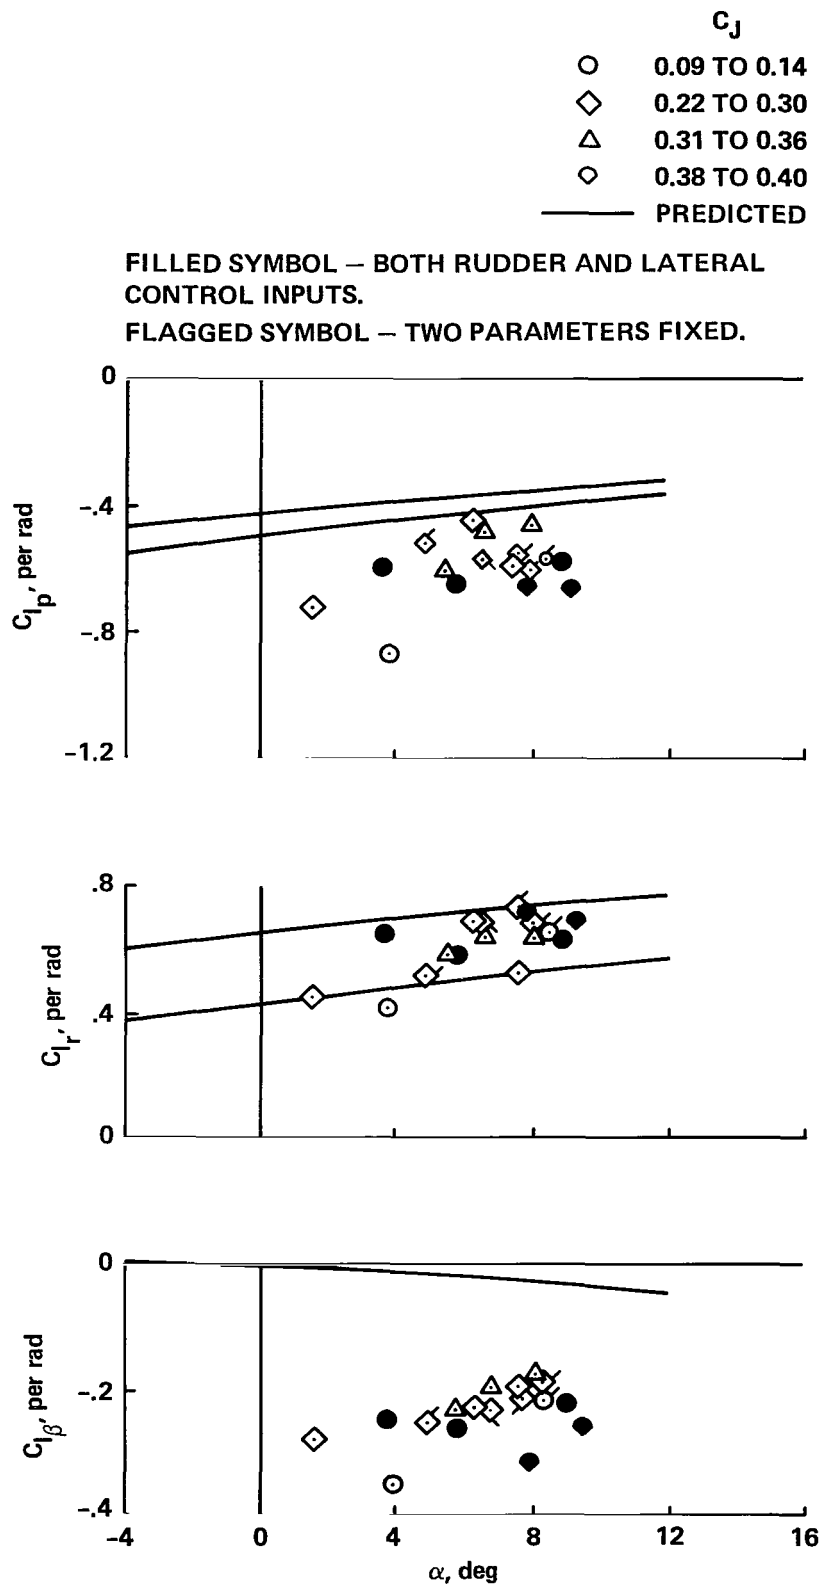 C_J
0.09 TO 0.14
0.22 TO 0.30
0.31 TO 0.36
0.38 TO 0.40
PREDICTED
FILLED SYMBOL – BOTH RUDDER AND LATERAL
CONTROL INPUTS.
FLAGGED SYMBOL – TWO PARAMETERS FIXED.
0
–.4
–.8
–1.2
C_l_p, per rad
.8
.4
0
C_l_r, per rad
0
–.2
–.4
C_l_β, per rad
–4 0 4 8 12 16
α, deg